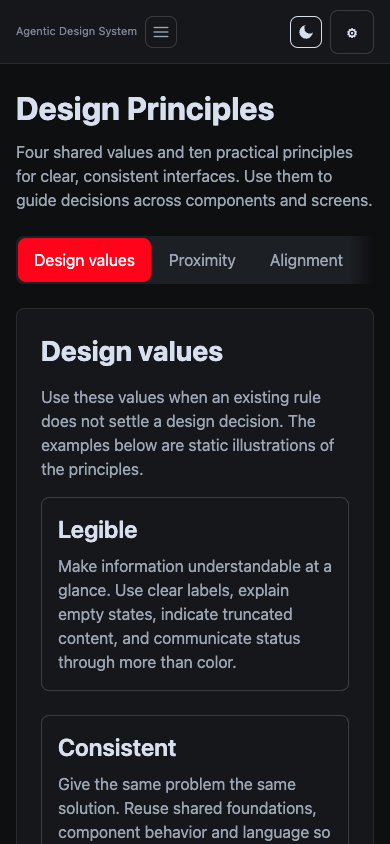 Agentic Design System
Design Principles
Four shared values and ten practical principles
for clear, consistent interfaces. Use them to
guide decisions across components and screens.
Design values Proximity Alignment
Design values
Use these values when an existing rule
does not settle a design decision. The
examples below are static illustrations of
the principles.
Legible
Make information understandable at a
glance. Use clear labels, explain
empty states, indicate truncated
content, and communicate status
through more than color.
Consistent
Give the same problem the same
solution. Reuse shared foundations,
component behavior and language so